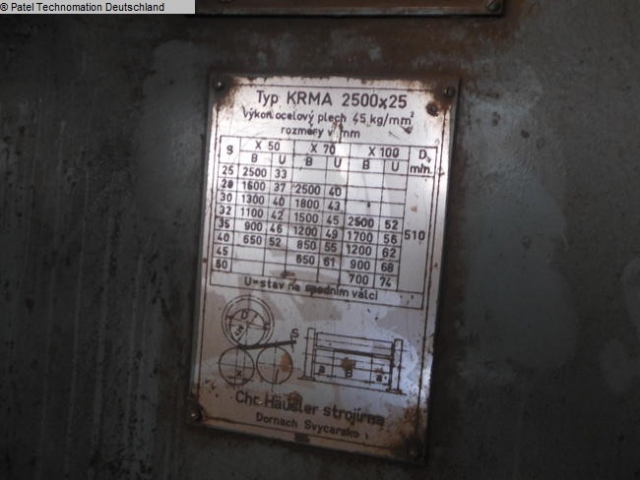 © Patel Technomation Deutschland
Typ KRMA 2500x25
Výkon ocelový plech 45 kg/mm²
rozměry v mm
S X 50 X 70 X 100 D
B U B U B U min.
25 2500 33
28 1600 37 2500 40
30 1300 40 1800 43
32 1100 42 1500 45 2500 52
36 900 46 1200 49 1700 56 510
40 650 52 850 55 1200 62
45 650 61 900 68
50 700 74
U=stav na spodním válci
D
S
X
a B a
Chr. Häusler strojírna
Dornach Švýcarsko